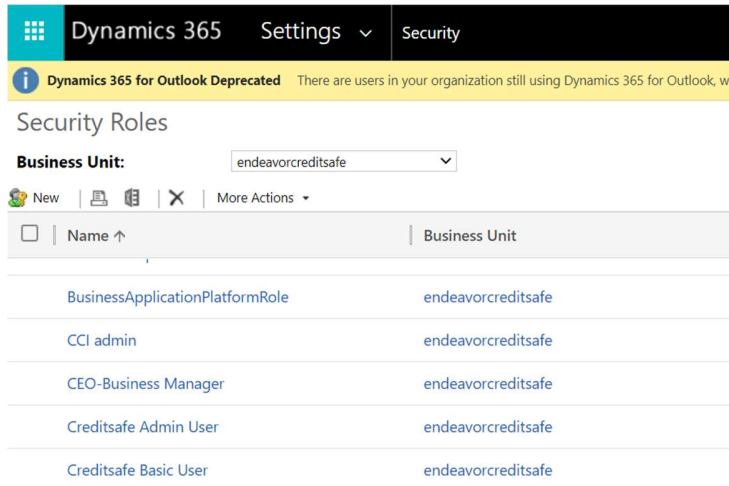 Dynamics 365 Settings Security
Dynamics 365 for Outlook Deprecated There are users in your organization still using Dynamics 365 for Outlook, w
Security Roles
Business Unit: endeavorcreditsafe
New More Actions
Name ↑ Business Unit
BusinessApplicationPlatformRole endeavorcreditsafe
CCI admin endeavorcreditsafe
CEO-Business Manager endeavorcreditsafe
Creditsafe Admin User endeavorcreditsafe
Creditsafe Basic User endeavorcreditsafe